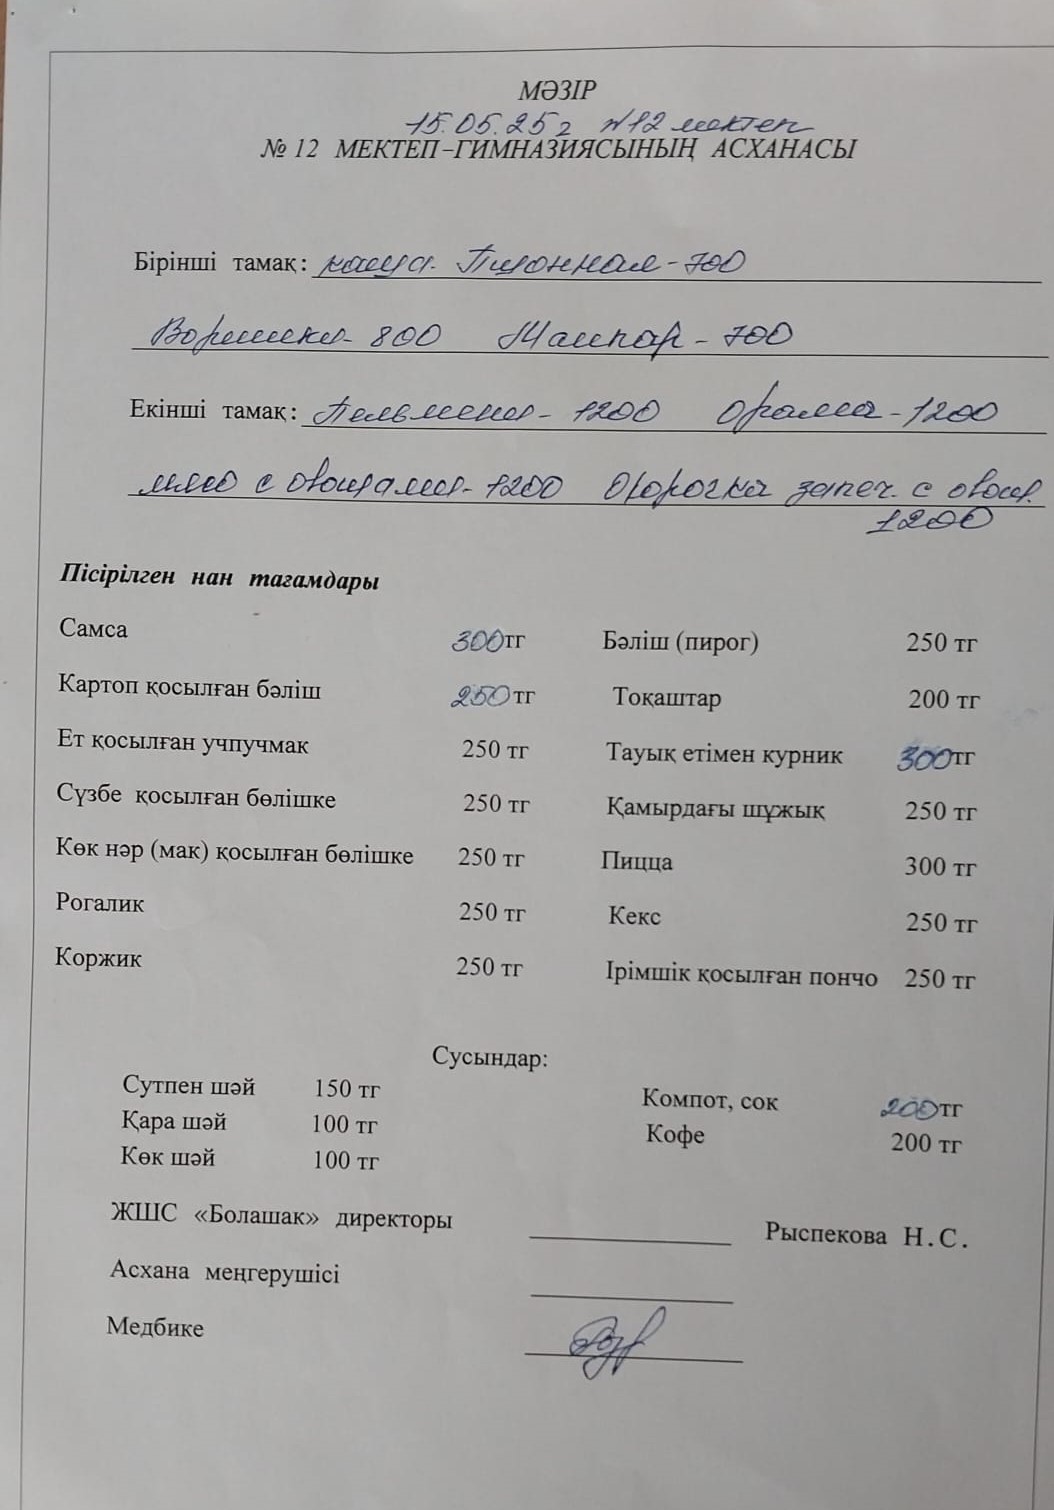 МӘЗІР
15.05.25г №12 мектеп
№ 12 МЕКТЕП-ГИМНАЗИЯСЫНЫҢ АСХАНАСЫ
Бірінші тамақ: каша. Пшонная - 700
Борщ - 800 Жаппар - 700
Екінші тамақ: Пельмени - 1200 Орама - 1200
мясо с овощами - 1200 запеч. с овощ.
1200
Пісірілген нан тағамдары
Самса 300тг Бәліш (пирог) 250 тг
Картоп қосылған бәліш 250тг Тоқаштар 200 тг
Ет қосылған учпучмак 250 тг Тауық етімен курник 300тг
Сүзбе қосылған бөлішке 250 тг Қамырдағы шұжық 250 тг
Көк нәр (мак) қосылған бөлішке 250 тг Пицца 300 тг
Рогалик 250 тг Кекс 250 тг
Коржик 250 тг Ірімшік қосылған пончо 250 тг
Сусындар:
Сутпен шәй 150 тг Компот, сок 200тг
Қара шәй 100 тг Кофе 200 тг
Көк шәй 100 тг
ЖШС «Болашак» директоры Рыспекова Н.С.
Асхана меңгерушісі
Медбике